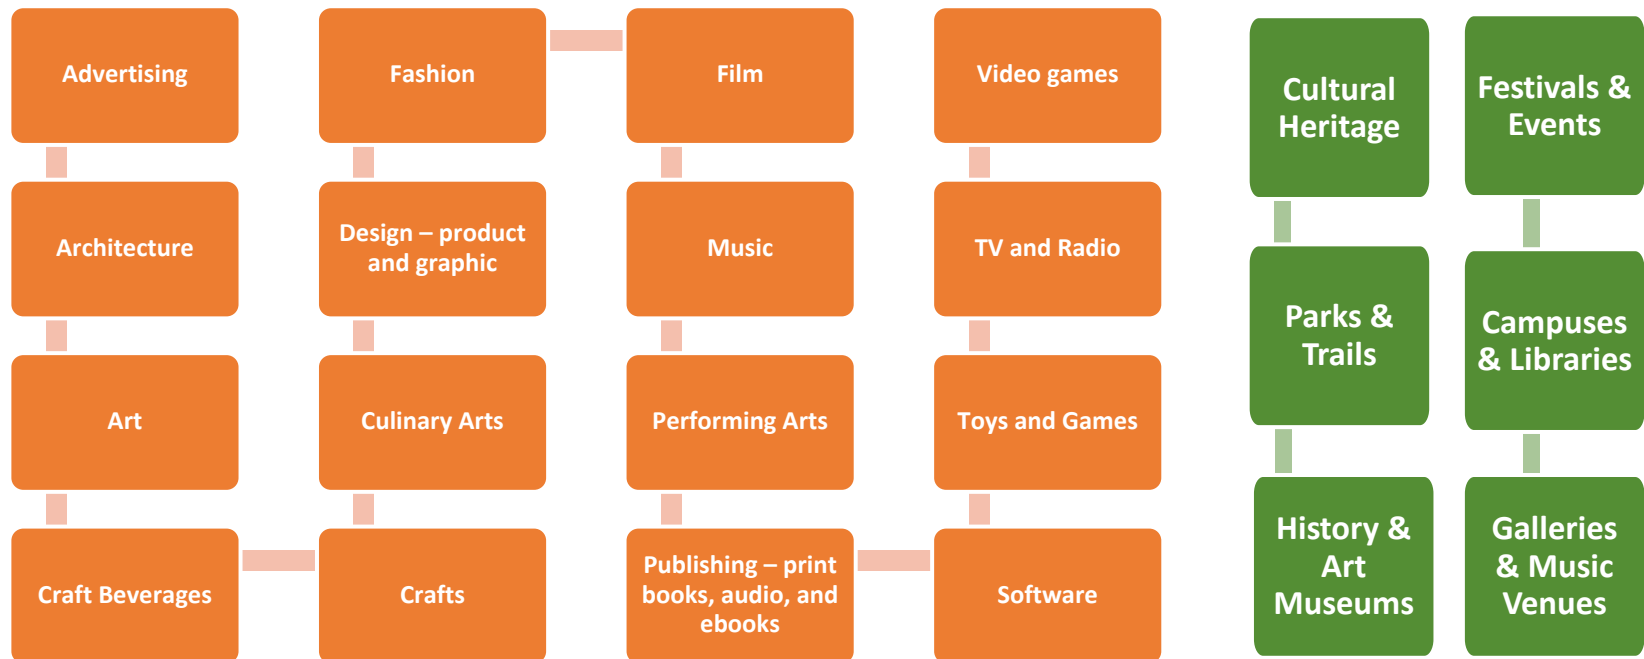 Advertising
Fashion
Film
Video games
Architecture
Design – product
and graphic
Music
TV and Radio
Art
Culinary Arts
Performing Arts
Toys and Games
Craft Beverages
Crafts
Publishing – print
books, audio, and
ebooks
Software
Cultural
Heritage
Festivals &
Events
Parks &
Trails
Campuses
& Libraries
History &
Art
Museums
Galleries
& Music
Venues